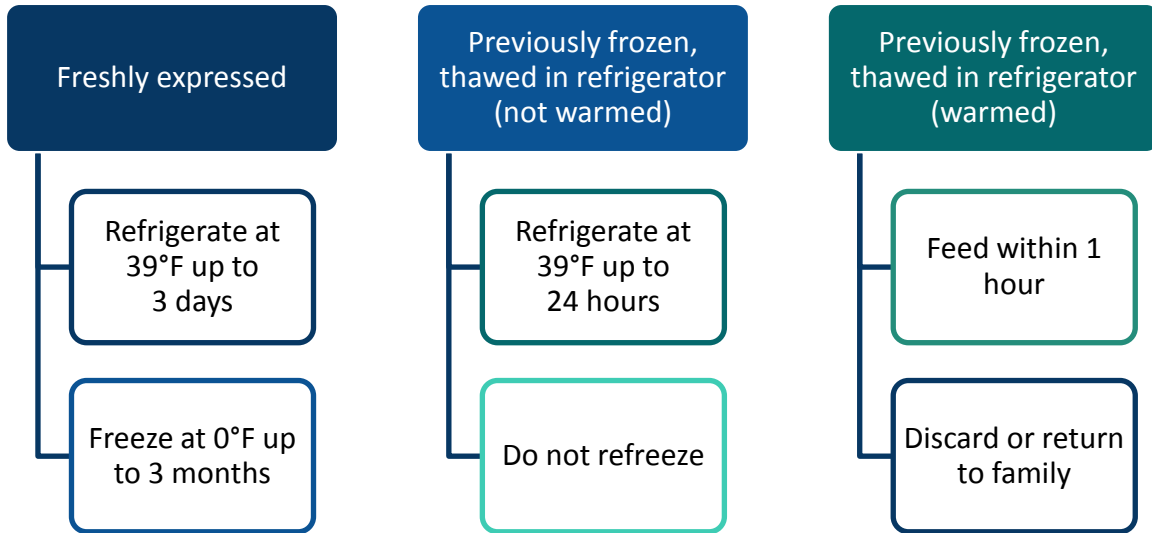 Freshly expressed
Refrigerate at
39°F up to
3 days
Freeze at 0°F up
to 3 months
Previously frozen,
thawed in refrigerator
(not warmed)
Refrigerate at
39°F up to
24 hours
Do not refreeze
Previously frozen,
thawed in refrigerator
(warmed)
Feed within 1
hour
Discard or return
to family